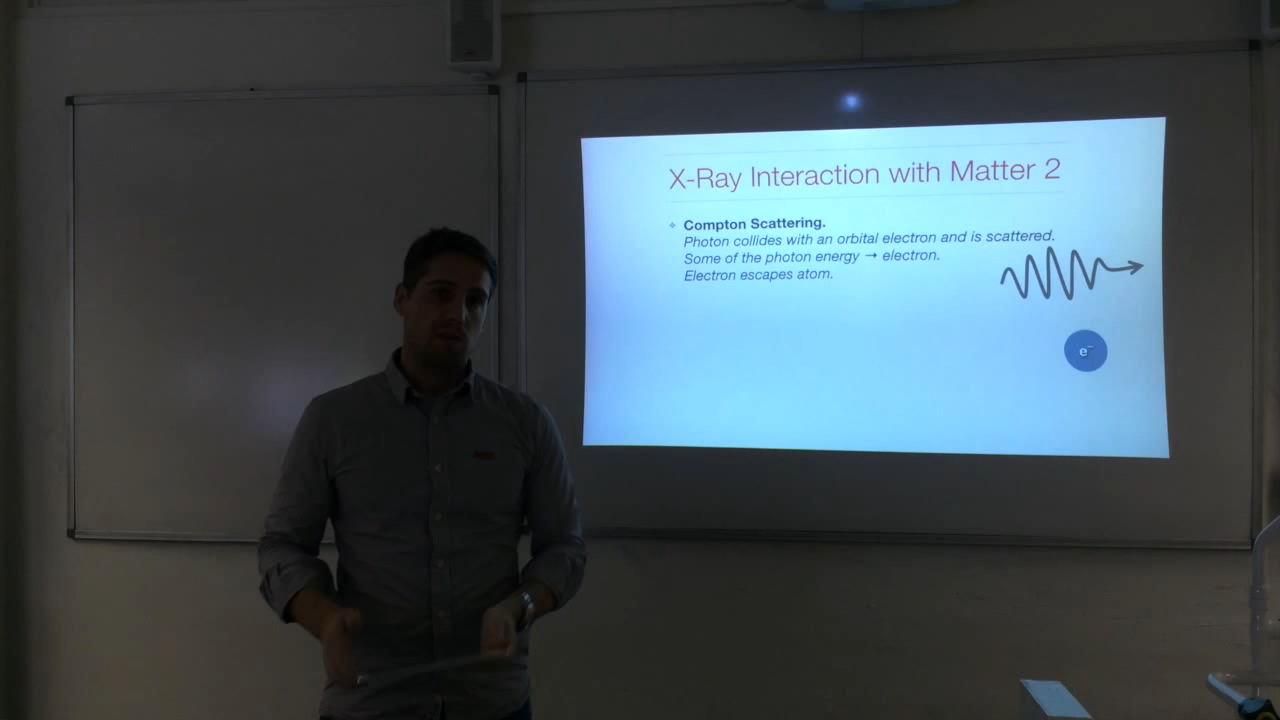 X-Ray Interaction with Matter 2
Compton Scattering.
Photon collides with an orbital electron and is scattered.
Some of the photon energy → electron.
Electron escapes atom.
e⁻